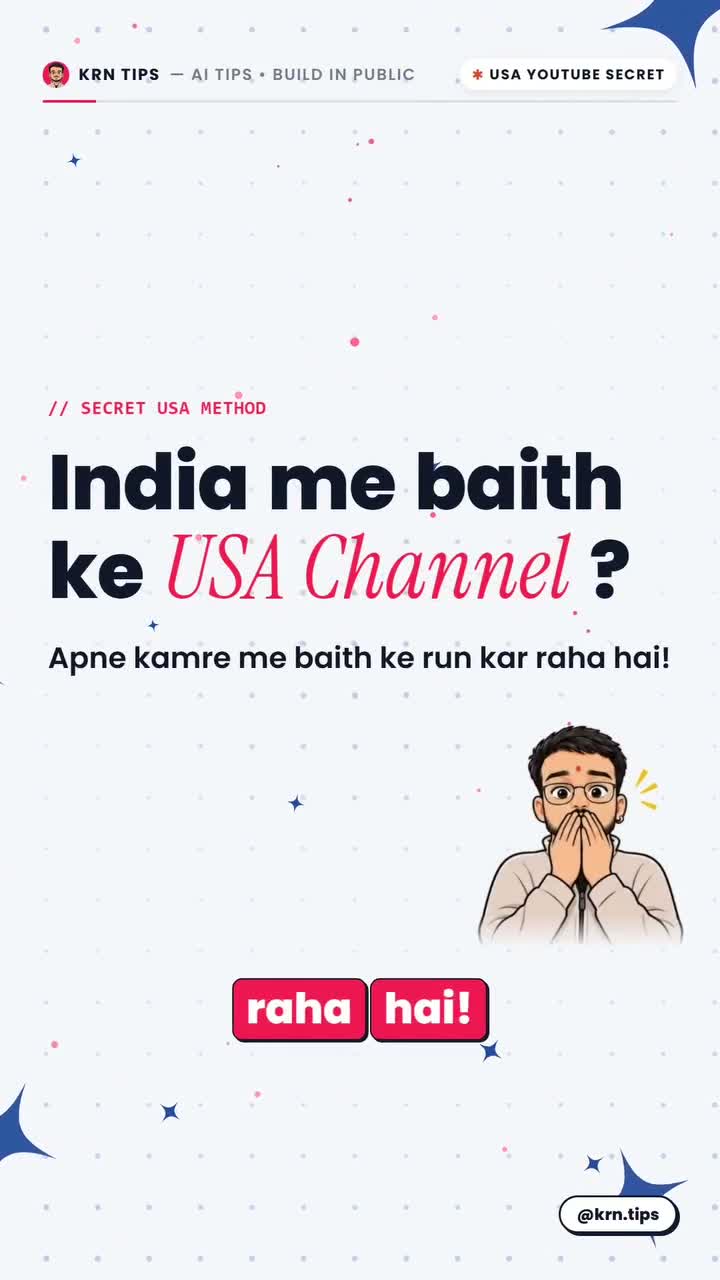 KRN TIPS — AI TIPS • BUILD IN PUBLIC
✱ USA YOUTUBE SECRET
// SECRET USA METHOD
India me baith
ke USA Channel ?
Apne kamre me baith ke run kar raha hai!
raha hai!
@krn.tips